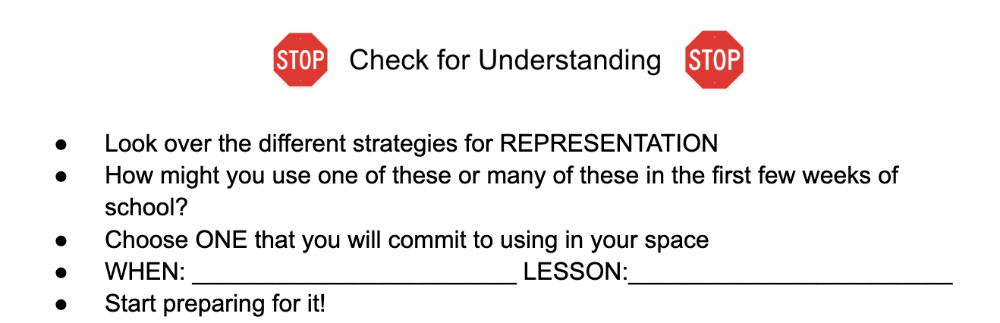 STOP Check for Understanding STOP
● Look over the different strategies for REPRESENTATION
● How might you use one of these or many of these in the first few weeks of
school?
● Choose ONE that you will commit to using in your space
● WHEN: _________________________ LESSON:_________________________
● Start preparing for it!